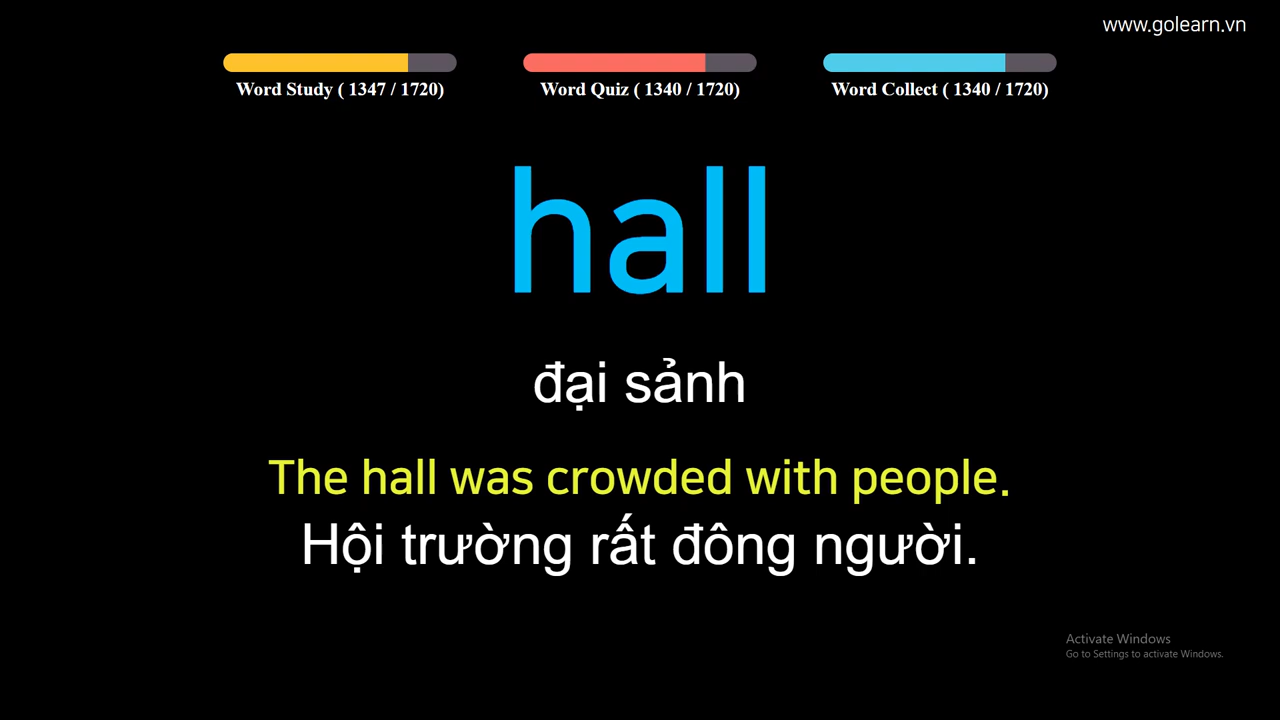 www.golearn.vn
Word Study ( 1347 / 1720)
Word Quiz ( 1340 / 1720)
Word Collect ( 1340 / 1720)
hall
đại sảnh
The hall was crowded with people.
Hội trường rất đông người.
Activate Windows
Go to Settings to activate Windows.